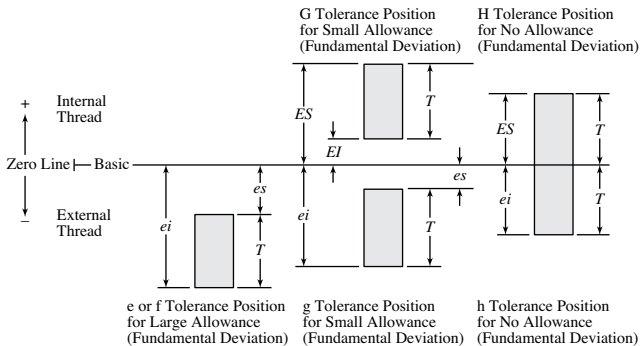 G Tolerance Position
for Small Allowance
(Fundamental Deviation)
H Tolerance Position
for No Allowance
(Fundamental Deviation)
+
Internal
Thread
Zero Line
Basic
−
External
Thread
ES
T
EI
ES
T
es
ei
T
ei
es
T
ei
T
e or f Tolerance Position
for Large Allowance
(Fundamental Deviation)
g Tolerance Position
for Small Allowance
(Fundamental Deviation)
h Tolerance Position
for No Allowance
(Fundamental Deviation)